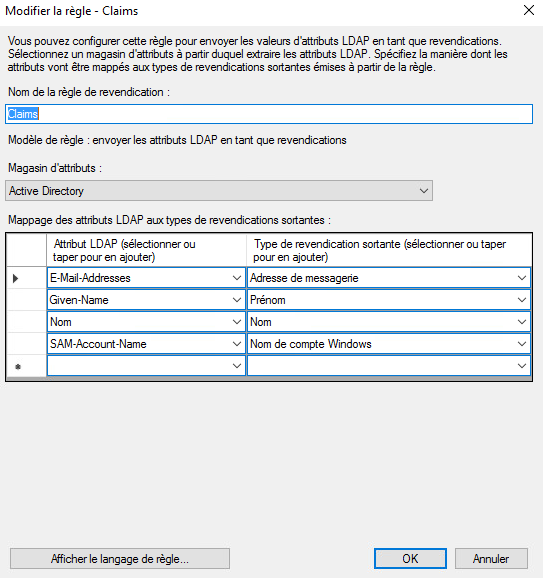 Modifier la règle - Claims
Vous pouvez configurer cette règle pour envoyer les valeurs d'attributs LDAP en tant que revendications.
Sélectionnez un magasin d'attributs à partir duquel extraire les attributs LDAP. Spécifiez la manière dont les
attributs vont être mappés aux types de revendications sortantes émises à partir de la règle.
Nom de la règle de revendication :
Claims
Modèle de règle : envoyer les attributs LDAP en tant que revendications
Magasin d'attributs :
Active Directory
Mappage des attributs LDAP aux types de revendications sortantes :
Attribut LDAP (sélectionner ou
taper pour en ajouter)
Type de revendication sortante (sélectionner ou taper
pour en ajouter)
E-Mail-Addresses Adresse de messagerie
Given-Name Prénom
Nom Nom
SAM-Account-Name Nom de compte Windows
Afficher le langage de règle... OK Annuler